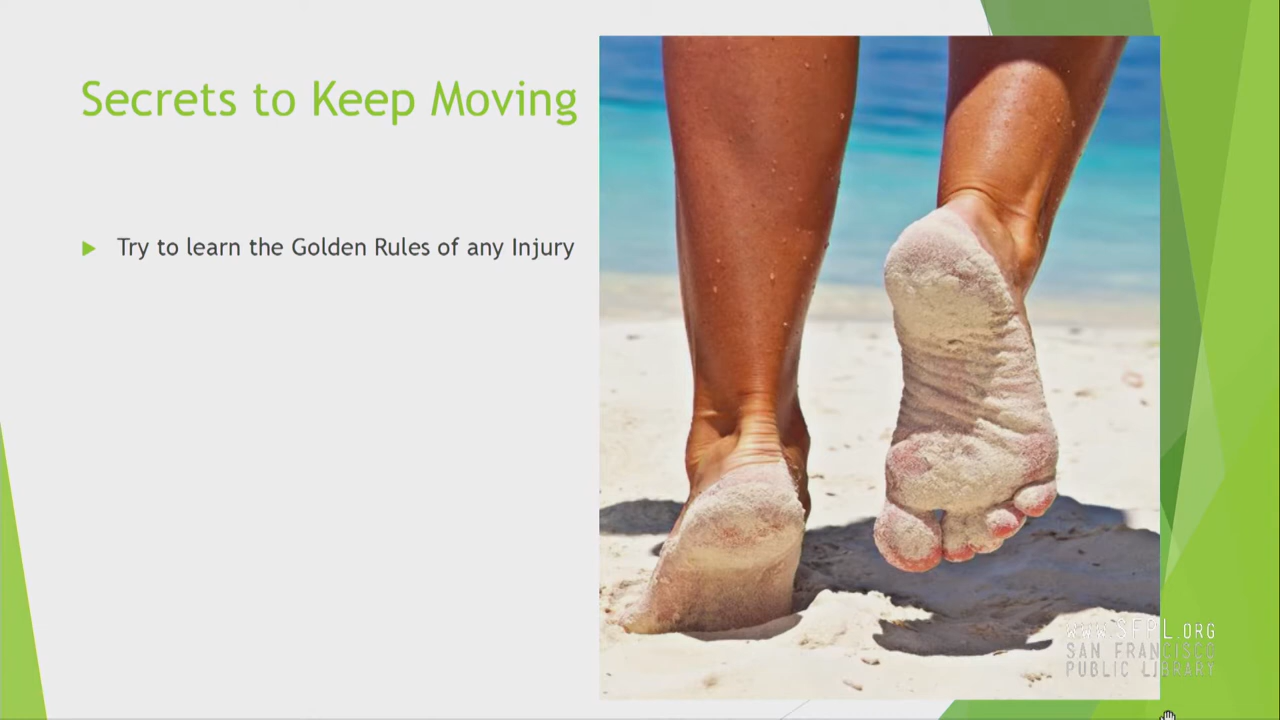 Secrets to Keep Moving
Try to learn the Golden Rules of any Injury
WWW.SFPL.ORG
SAN FRANCISCO
PUBLIC LIBRARY